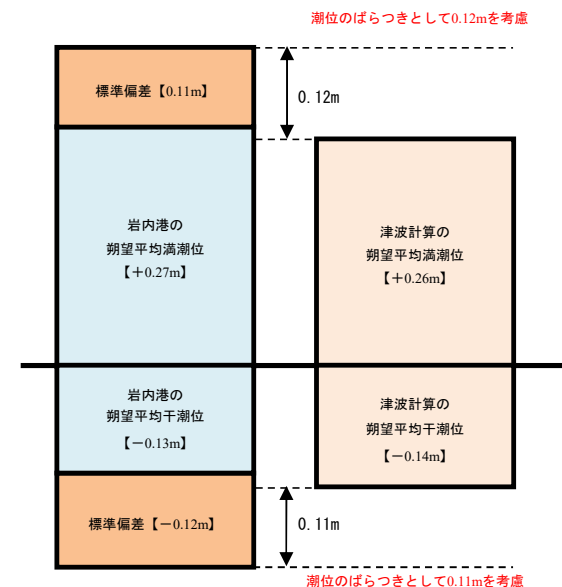 潮位のばらつきとして0.12mを考慮
標準偏差【0.11m】
0.12m
岩内港の
朔望平均満潮位
【＋0.27m】
津波計算の
朔望平均満潮位
【＋0.26m】
岩内港の
朔望平均干潮位
【－0.13m】
津波計算の
朔望平均干潮位
【－0.14m】
標準偏差【－0.12m】
0.11m
潮位のばらつきとして0.11mを考慮